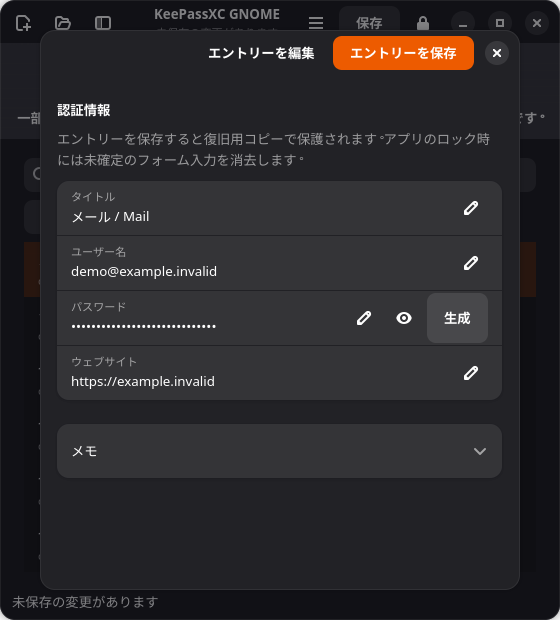 KeePassXC GNOME
保存
エントリーを編集
エントリーを保存
認証情報
エントリーを保存すると復旧用コピーで保護されます。アプリのロック時
には未確定のフォーム入力を消去します。
タイトル
メール / Mail
ユーザー名
demo@example.invalid
パスワード
•••••••••••••••••••••••••••••
生成
ウェブサイト
https://example.invalid
メモ
未保存の変更があります